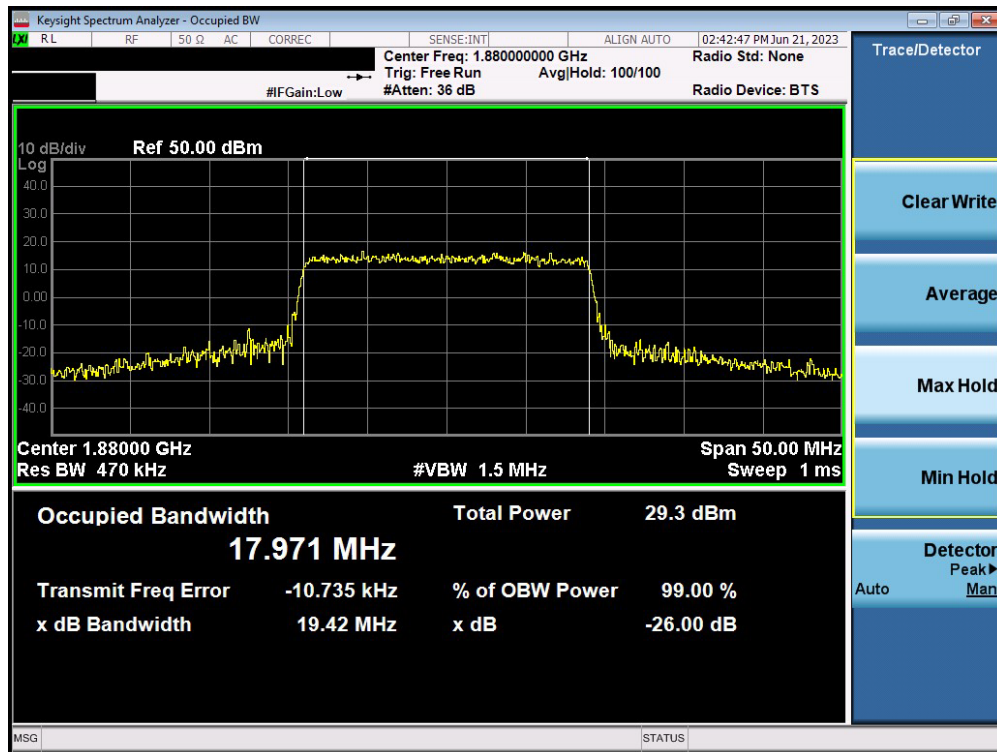 Keysight Spectrum Analyzer - Occupied BW
LXI RL RF 50 Ω AC CORREC SENSE:INT ALIGN AUTO 02:42:47 PM Jun 21, 2023
Center Freq: 1.880000000 GHz Radio Std: None
Trig: Free Run Avg|Hold: 100/100
#IFGain:Low #Atten: 36 dB Radio Device: BTS
Trace/Detector
10 dB/div Ref 50.00 dBm
Log
40.0
30.0
20.0
10.0
0.00
-10.0
-20.0
-30.0
-40.0
Center 1.88000 GHz Span 50.00 MHz
Res BW 470 kHz #VBW 1.5 MHz Sweep 1 ms
Occupied Bandwidth Total Power 29.3 dBm
17.971 MHz
Transmit Freq Error -10.735 kHz % of OBW Power 99.00 %
x dB Bandwidth 19.42 MHz x dB -26.00 dB
Clear Write
Average
Max Hold
Min Hold
Detector
Peak▶
Auto Man
MSG STATUS